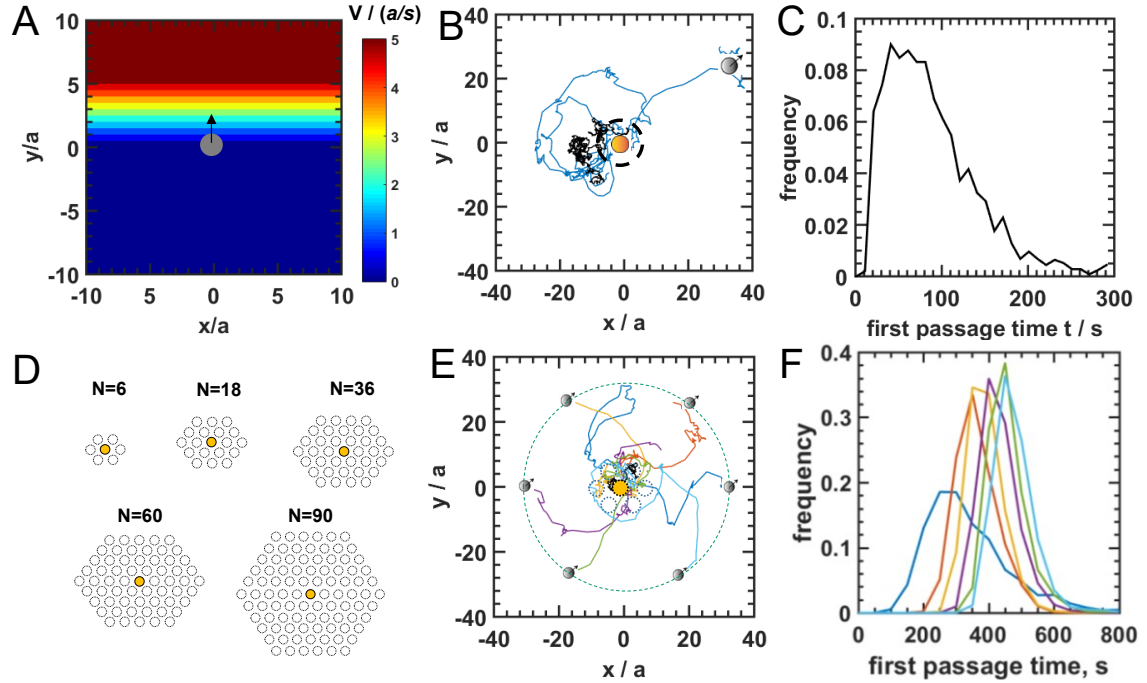 A
V / (a/s)
10
5
0
-5
-10
y/a
5
5
0
5
10
x/a
5
4
3
2
1
0
B
40
20
0
-20
-40
y / a
-40
-20
0
20
40
x / a
C
0.1
0.08
0.06
0.04
0.02
0
frequency
0
100
200
300
first passage time t / s
D
N=6
N=18
N=36
N=60
N=90
E
40
20
0
-20
-40
y / a
-40
-20
0
20
40
x / a
F
0.4
0.3
0.2
0.1
0
frequency
0
200
400
600
800
first passage time, s